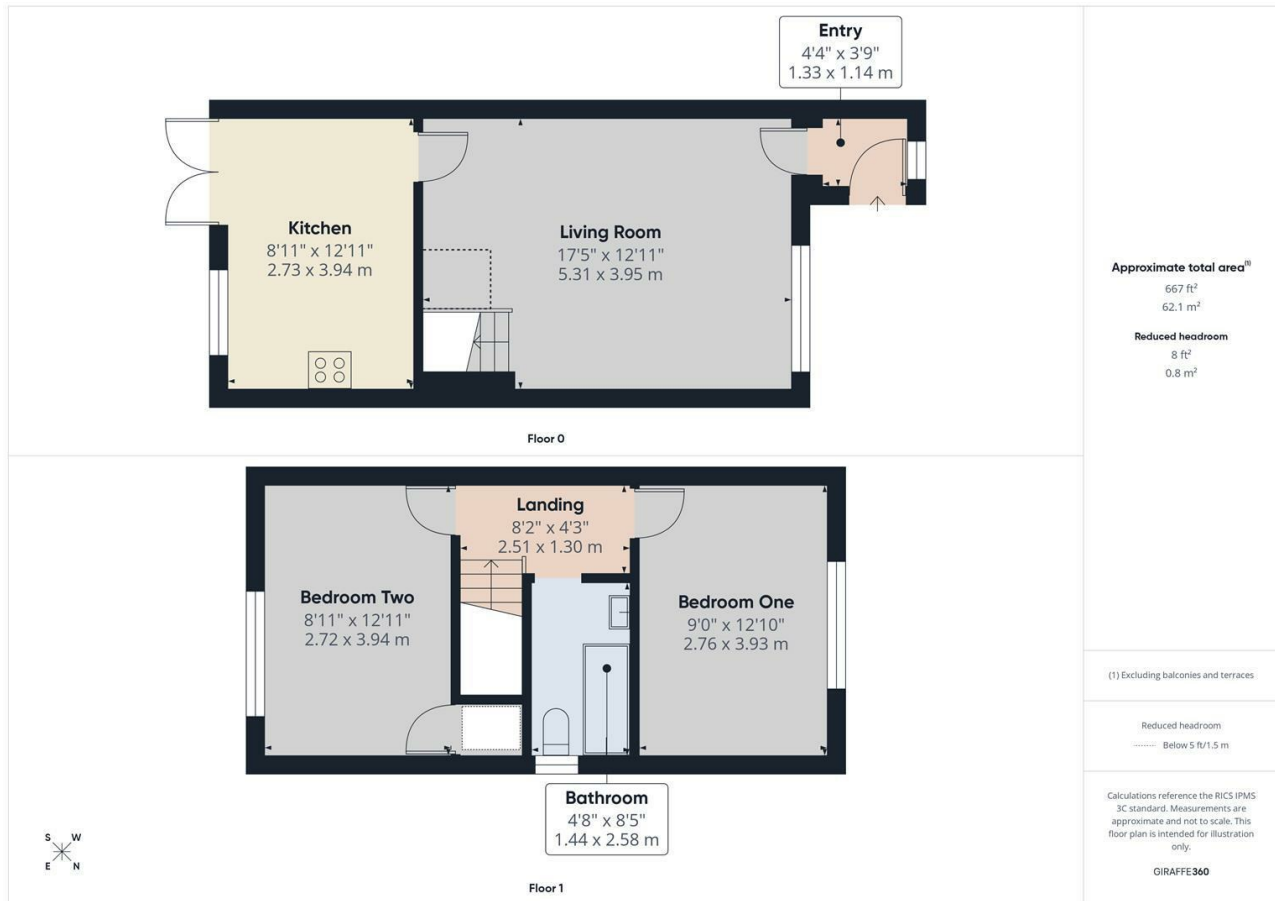 Entry
4'4" x 3'9"
1.33 x 1.14 m
Kitchen
8'11" x 12'11"
2.73 x 3.94 m
Living Room
17'5" x 12'11"
5.31 x 3.95 m
Floor 0
Landing
8'2" x 4'3"
2.51 x 1.30 m
Bedroom Two
8'11" x 12'11"
2.72 x 3.94 m
Bedroom One
9'0" x 12'10"
2.76 x 3.93 m
Bathroom
4'8" x 8'5"
1.44 x 2.58 m
S W
E N
Floor 1
Approximate total area(1)
667 ft²
62.1 m²
Reduced headroom
8 ft²
0.8 m²
(1) Excluding balconies and terraces
Reduced headroom
Below 5 ft/1.5 m
Calculations reference the RICS IPMS
3C standard. Measurements are
approximate and not to scale. This
floor plan is intended for illustration
only.
GIRAFFE360